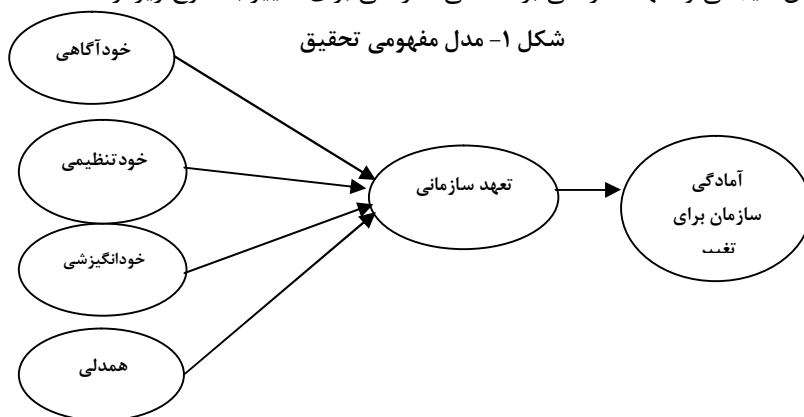 شکل ۱- مدل مفهومی تحقیق
خودآگاهی
خودتنظیمی
خودانگیزشی
همدلی
تعهد سازمانی
آمادگی
سازمان برای